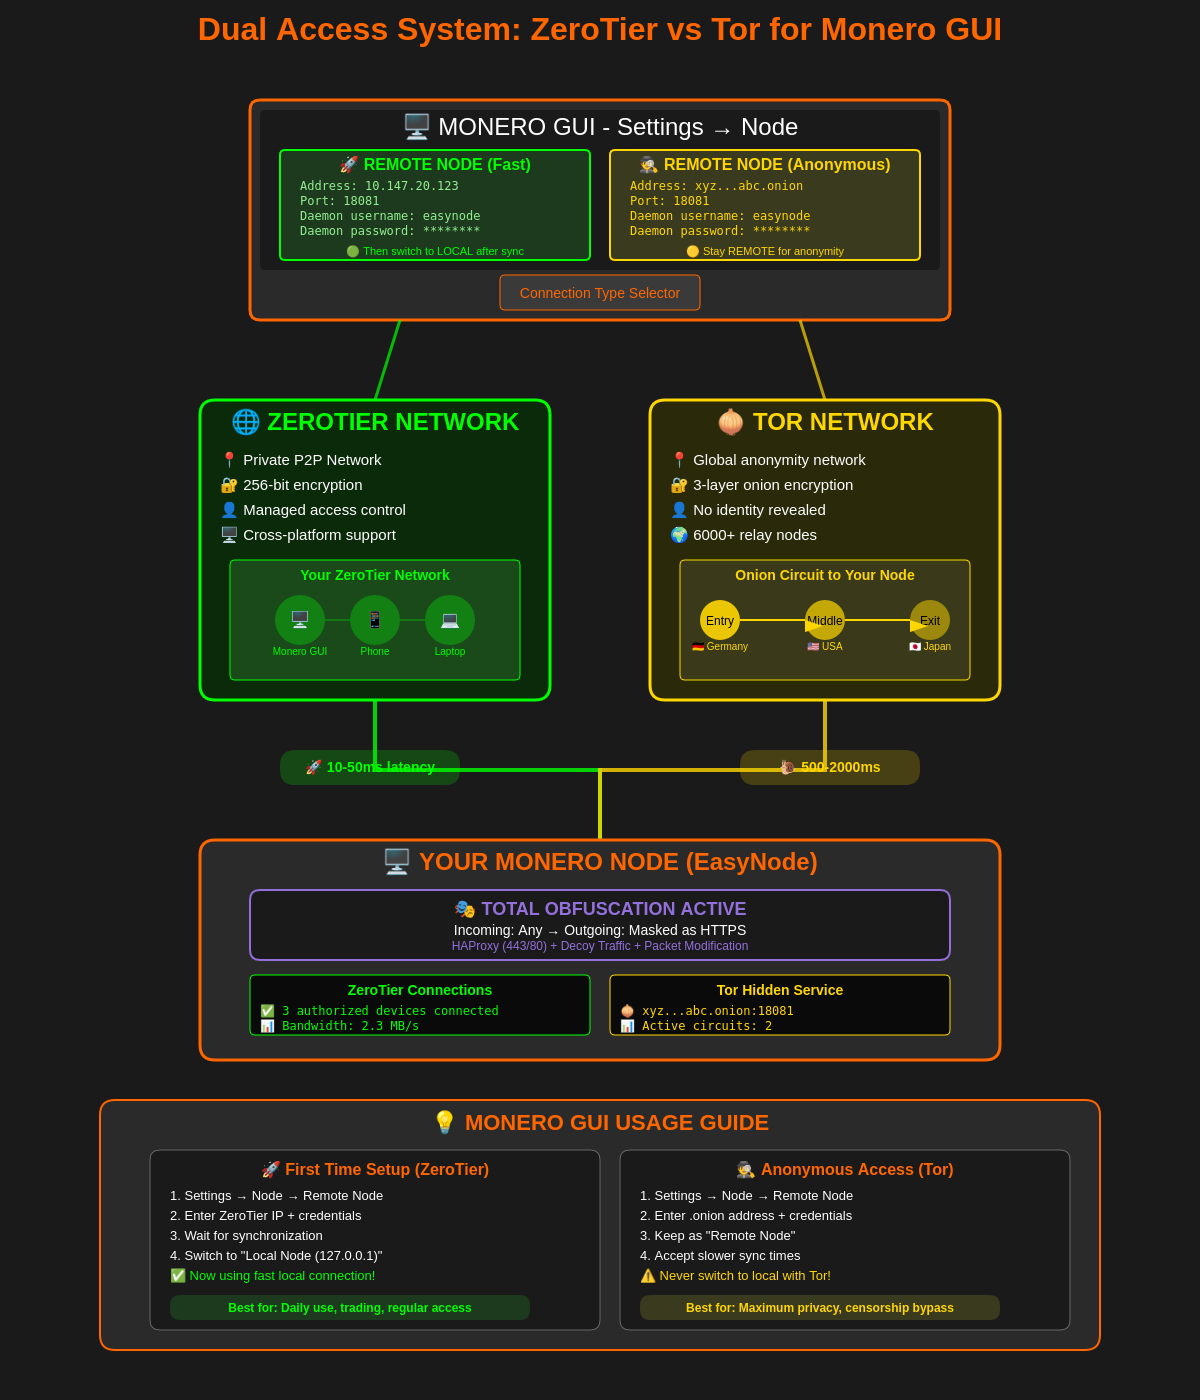 Dual Access System: ZeroTier vs Tor for Monero GUI
🖥️ MONERO GUI - Settings → Node
🚀 REMOTE NODE (Fast)
Address: 10.147.20.123
Port: 18081
Daemon username: easynode
Daemon password: ********
🟢 Then switch to LOCAL after sync
🕵️ REMOTE NODE (Anonymous)
Address: xyz...abc.onion
Port: 18081
Daemon username: easynode
Daemon password: ********
🟡 Stay REMOTE for anonymity
Connection Type Selector
🌐 ZEROTIER NETWORK
📍 Private P2P Network
🔐 256-bit encryption
👤 Managed access control
🖥️ Cross-platform support
Your ZeroTier Network
Monero GUI
Phone
Laptop
🧅 TOR NETWORK
📍 Global anonymity network
🔐 3-layer onion encryption
👤 No identity revealed
🌍 6000+ relay nodes
Onion Circuit to Your Node
Entry
Middle
Exit
🇩🇪 Germany
🇺🇸 USA
🇯🇵 Japan
🚀 10-50ms latency
🐌 500-2000ms
🖥️ YOUR MONERO NODE (EasyNode)
🎭 TOTAL OBFUSCATION ACTIVE
Incoming: Any → Outgoing: Masked as HTTPS
HAProxy (443/80) + Decoy Traffic + Packet Modification
ZeroTier Connections
✅ 3 authorized devices connected
📊 Bandwidth: 2.3 MB/s
Tor Hidden Service
🧅 xyz...abc.onion:18081
📊 Active circuits: 2
💡 MONERO GUI USAGE GUIDE
🚀 First Time Setup (ZeroTier)
1. Settings → Node → Remote Node
2. Enter ZeroTier IP + credentials
3. Wait for synchronization
4. Switch to "Local Node (127.0.0.1)"
✅ Now using fast local connection!
Best for: Daily use, trading, regular access
🕵️ Anonymous Access (Tor)
1. Settings → Node → Remote Node
2. Enter .onion address + credentials
3. Keep as "Remote Node"
4. Accept slower sync times
⚠️ Never switch to local with Tor!
Best for: Maximum privacy, censorship bypass